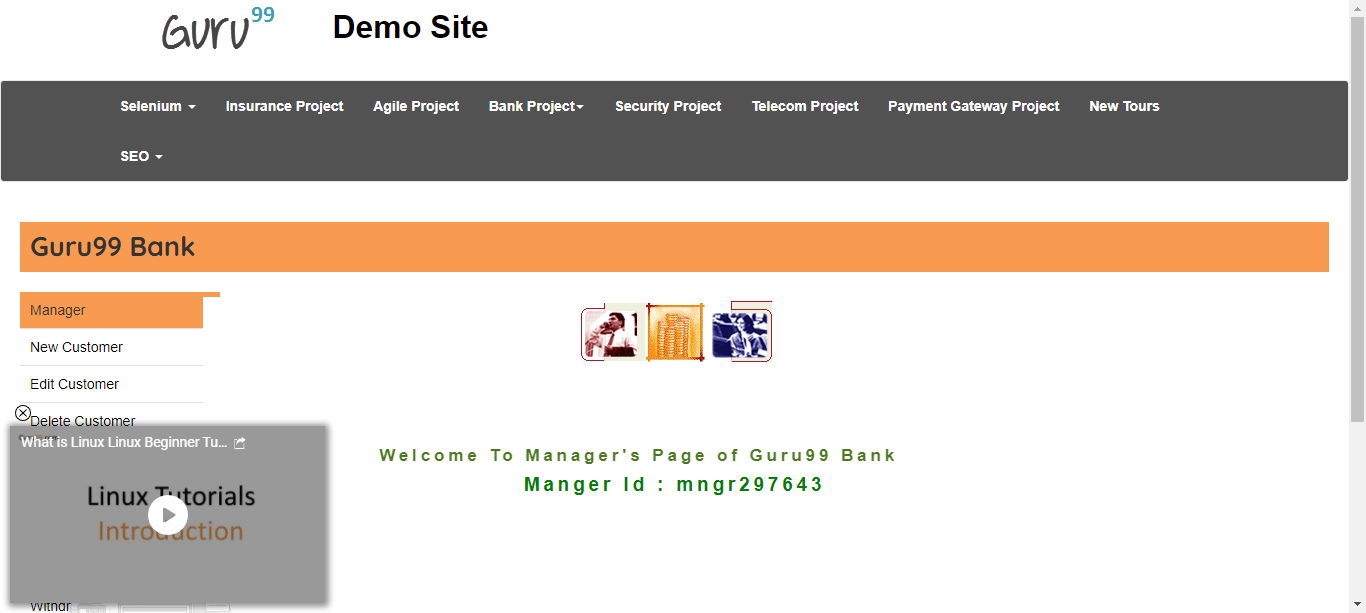 Guru99 Demo Site
Selenium Insurance Project Agile Project Bank Project Security Project Telecom Project Payment Gateway Project New Tours
SEO
Guru99 Bank
Manager
New Customer
Edit Customer
Delete Customer
What is Linux Linux Beginner Tu...
Linux Tutorials
Introduction
Welcome To Manager's Page of Guru99 Bank
Manger Id : mngr297643
Withdr